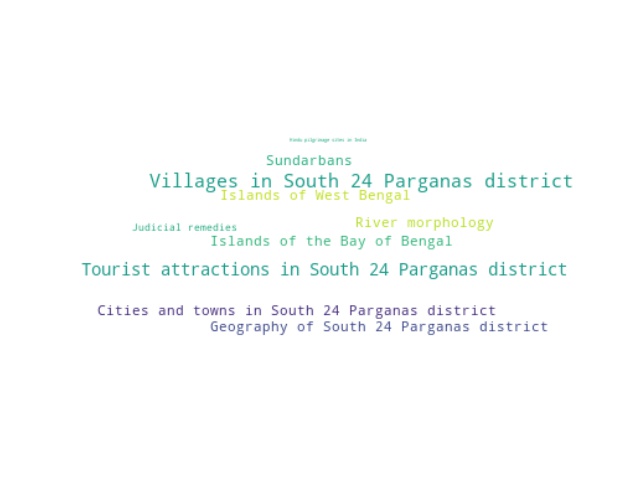 Hindu pilgrimage sites in India
Sundarbans
Villages in South 24 Parganas district
Islands of West Bengal
River morphology
Judicial remedies
Islands of the Bay of Bengal
Tourist attractions in South 24 Parganas district
Cities and towns in South 24 Parganas district
Geography of South 24 Parganas district